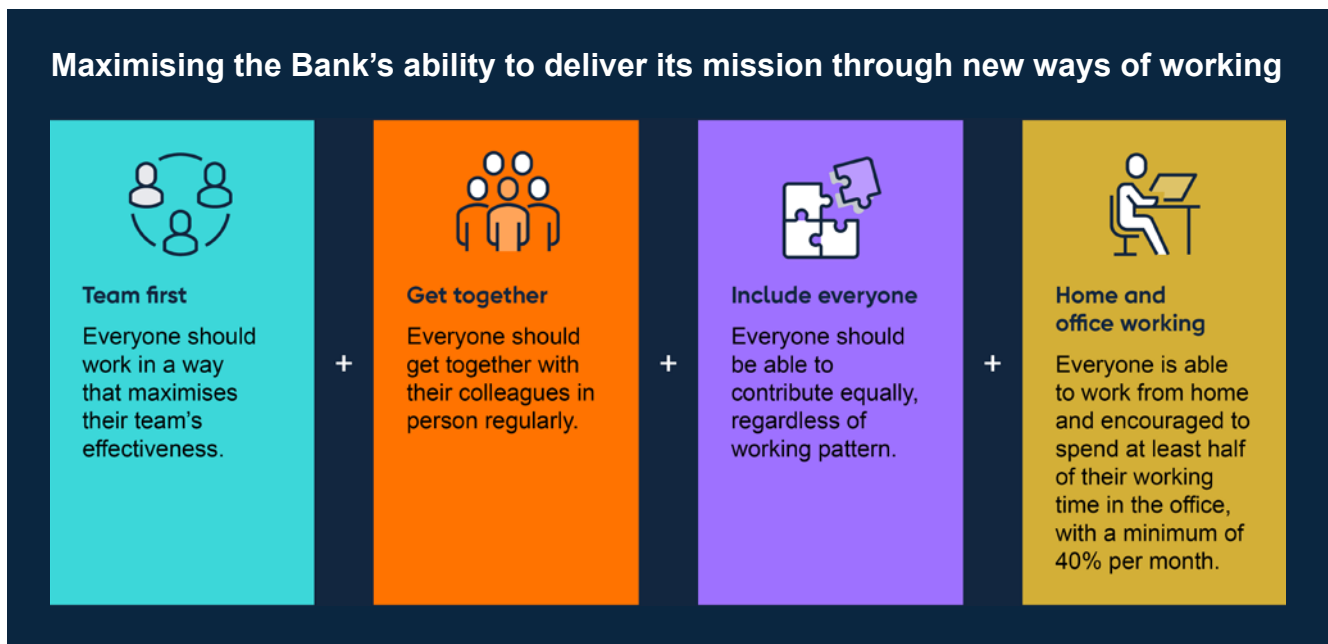 Maximising the Bank’s ability to deliver its mission through new ways of working
Team first
Everyone should
work in a way
that maximises
their team’s
effectiveness.
+
Get together
Everyone should
get together with
their colleagues in
person regularly.
+
Include everyone
Everyone should
be able to
contribute equally,
regardless of
working pattern.
+
Home and
office working
Everyone is able
to work from home
and encouraged to
spend at least half
of their working
time in the office,
with a minimum of
40% per month.